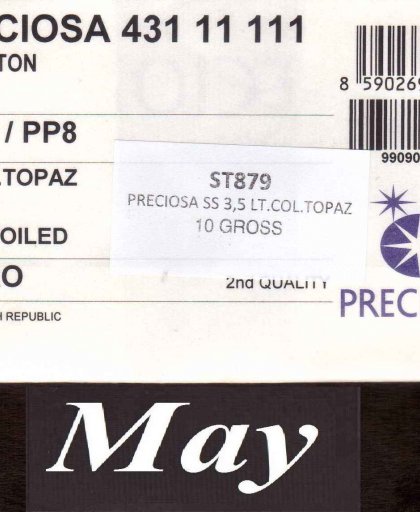 CIOSA 431 11 111
TON
8 590269
/ PP8
99090
.TOPAZ
ST879
PRECIOSA SS 3,5 LT.COL.TOPAZ
10 GROSS
OILED
O
2nd QUALITY
PREC
H REPUBLIC
May